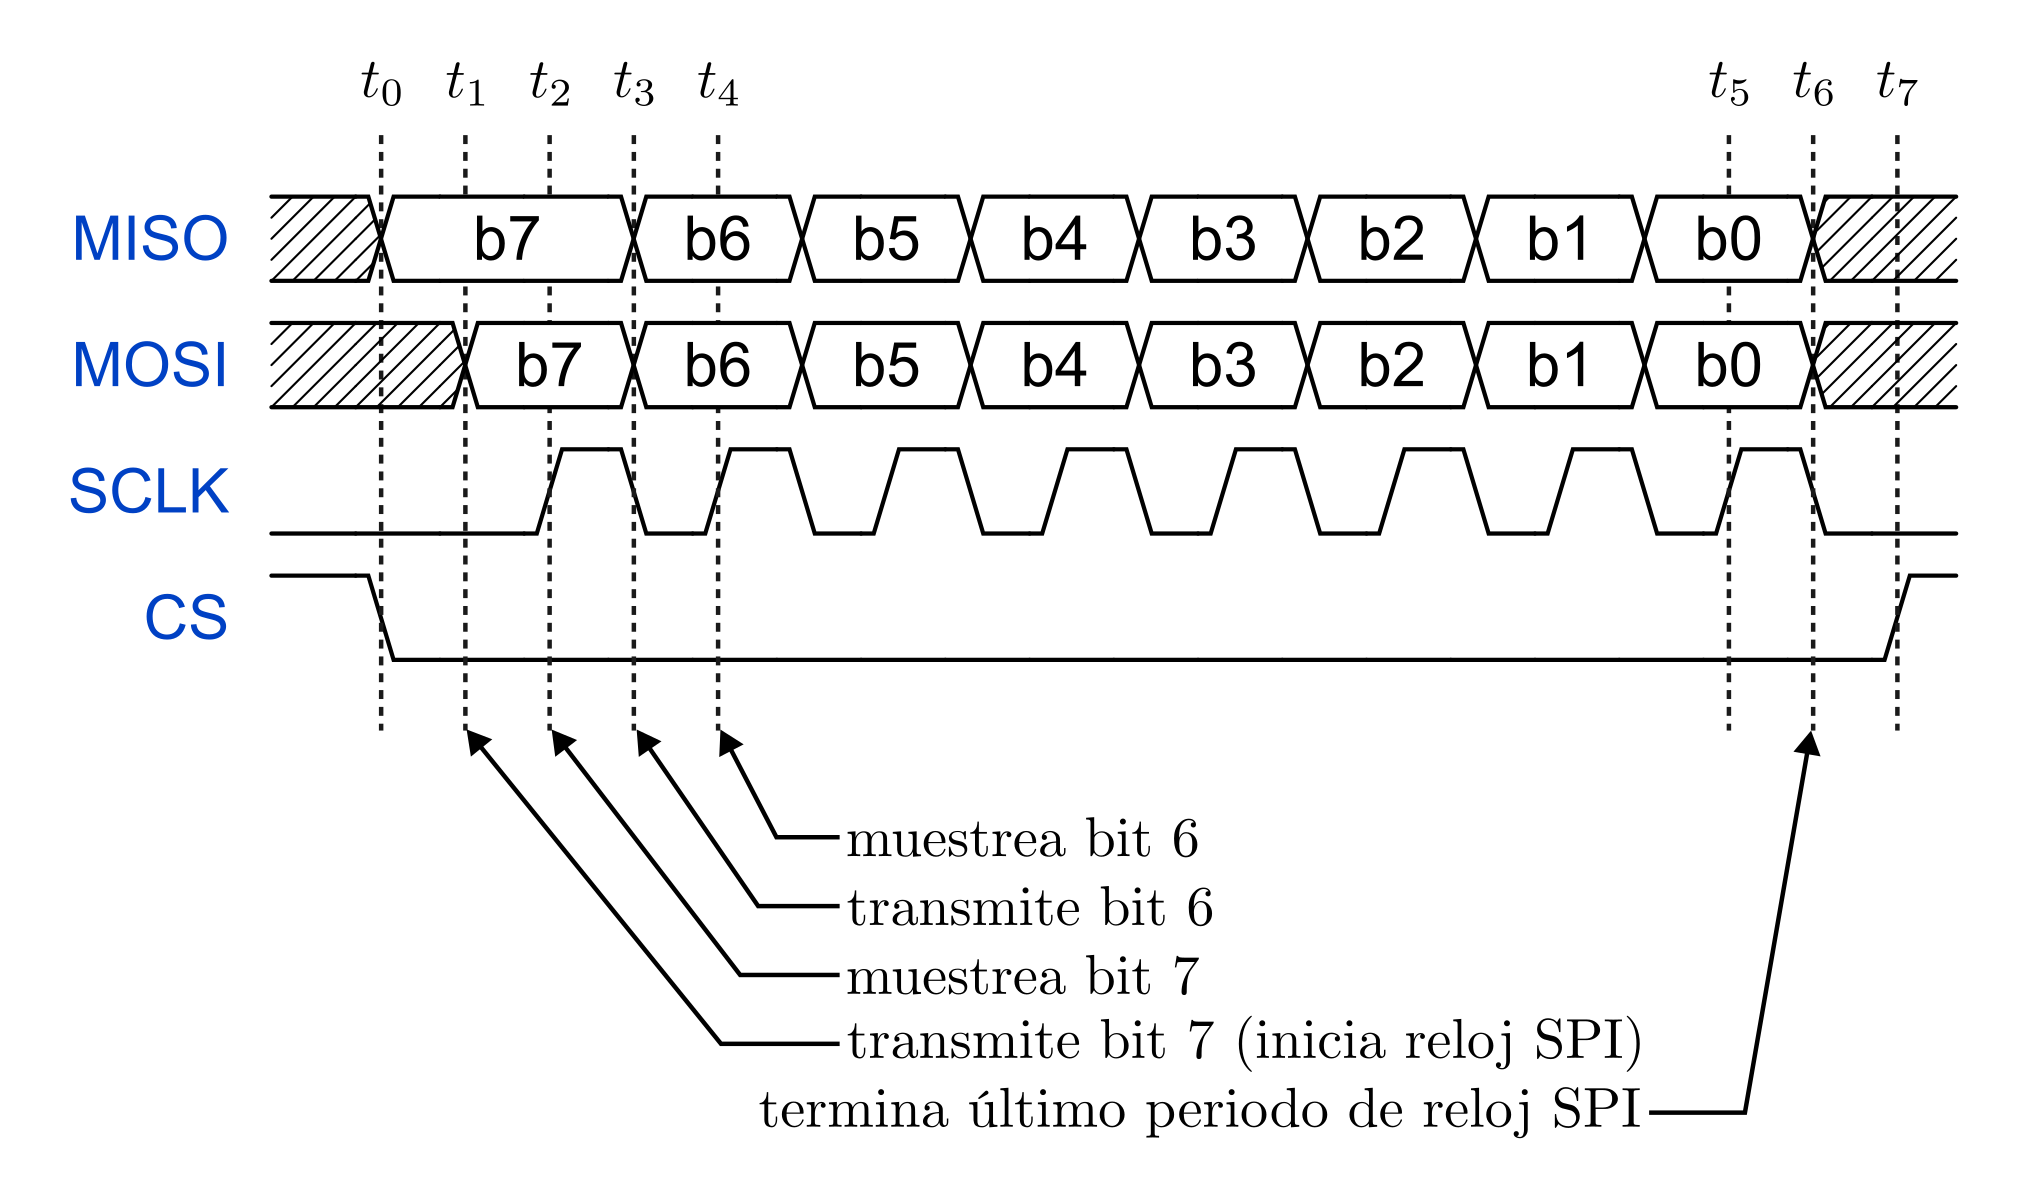 t0 t1 t2 t3 t4 t5 t6 t7
MISO b7 b6 b5 b4 b3 b2 b1 b0
MOSI b7 b6 b5 b4 b3 b2 b1 b0
SCLK
CS
muestrea bit 6
transmite bit 6
muestrea bit 7
transmite bit 7 (inicia reloj SPI)
termina último periodo de reloj SPI